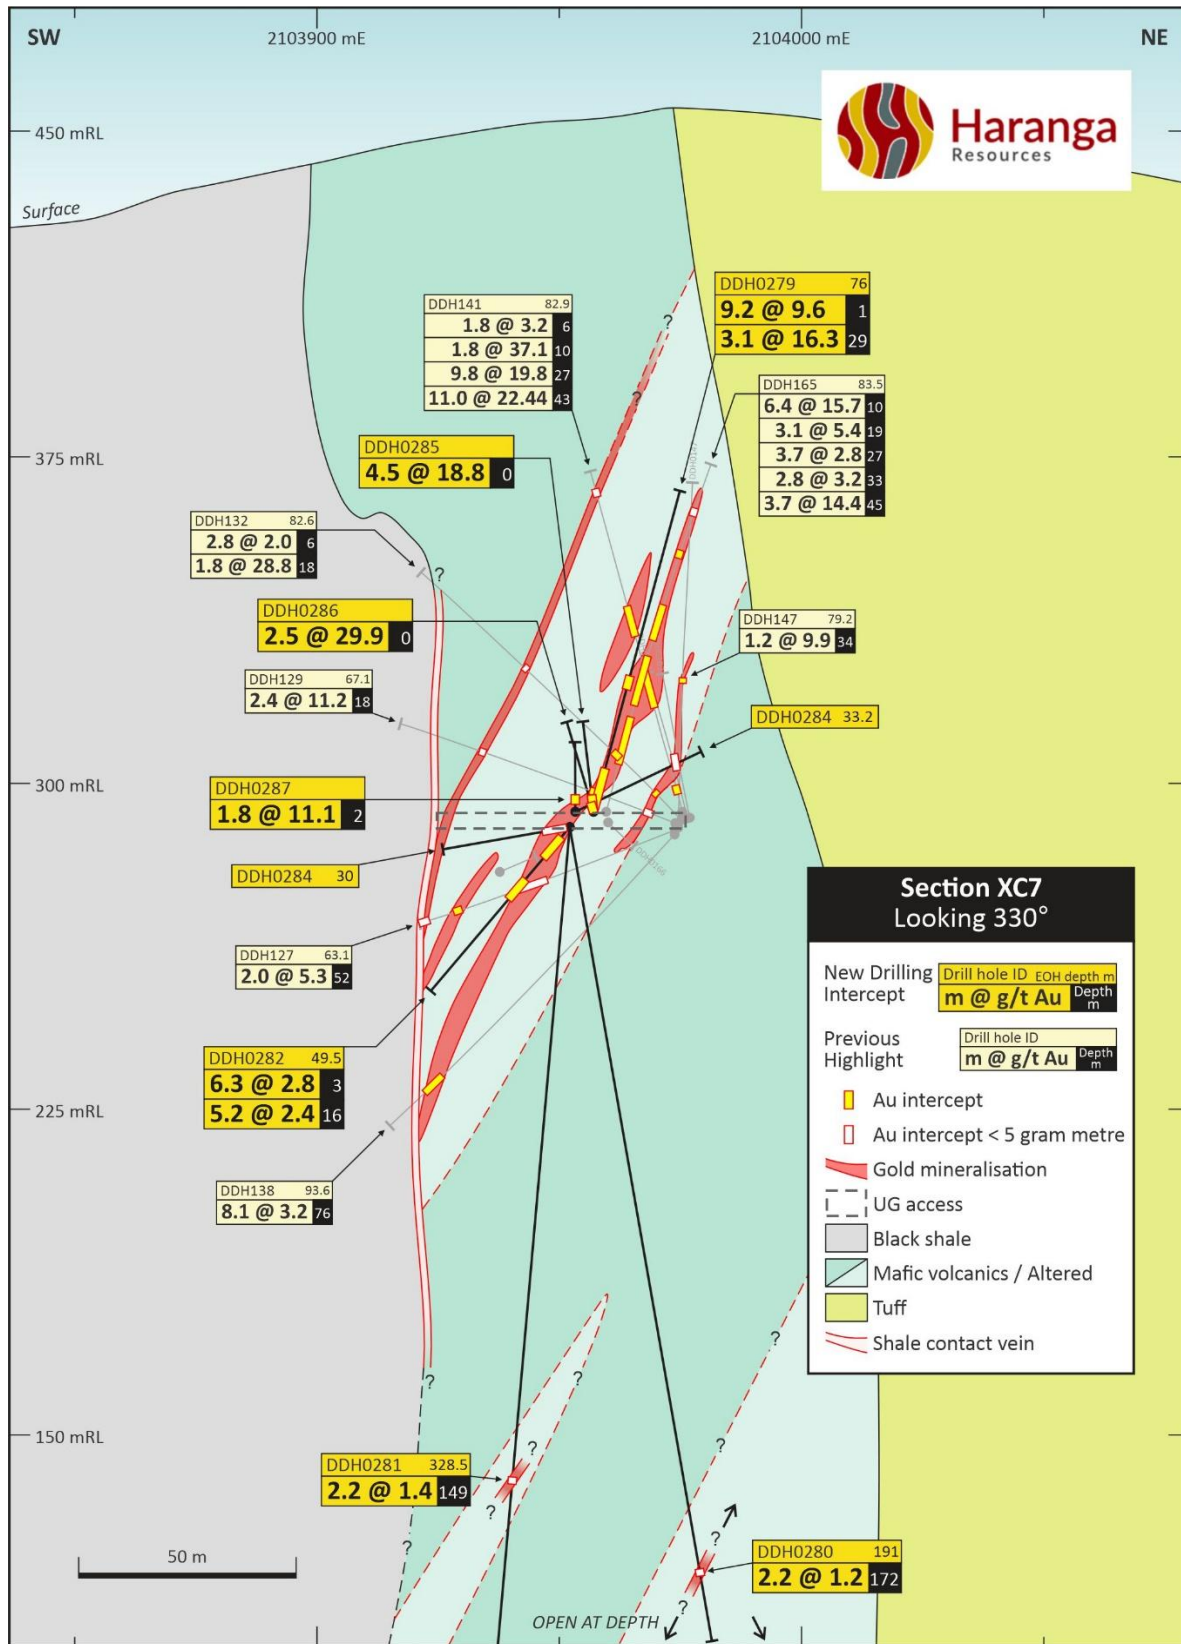 SW
2103900 mE
2104000 mE
NE
Haranga
Resources
450 mRL
Surface
DDH0279 76
9.2 @ 9.6 1
3.1 @ 16.3 29
DDH141 82.9
1.8 @ 3.2 6
1.8 @ 37.1 10
9.8 @ 19.8 27
11.0 @ 22.44 43
?
DDH165 83.5
6.4 @ 15.7 10
3.1 @ 5.4 19
3.7 @ 2.8 27
2.8 @ 3.2 33
3.7 @ 14.4 45
?
DDH0285
4.5 @ 18.8 0
375 mRL
DDH0147
DDH132 82.6
2.8 @ 2.0 6
1.8 @ 28.8 18
?
?
DDH0286
2.5 @ 29.9 0
DDH147 79.2
1.2 @ 9.9 34
DDH129 67.1
2.4 @ 11.2 18
DDH0284 33.2
300 mRL
DDH0287
1.8 @ 11.1 2
DDH0166
DDH0284 30
DDH127 63.1
2.0 @ 5.3 52
DDH0282 49.5
6.3 @ 2.8 3
5.2 @ 2.4 16
225 mRL
DDH138 93.6
8.1 @ 3.2 76
Section XC7
Looking 330°
New Drilling
Intercept
Drill hole ID EOH depth m
m @ g/t Au Depth m
Previous
Highlight
Drill hole ID
m @ g/t Au Depth m
Au intercept
Au intercept < 5 gram metre
Gold mineralisation
UG access
Black shale
Mafic volcanics / Altered
Tuff
Shale contact vein
?
?
?
?
150 mRL
?
?
DDH0281 328.5
2.2 @ 1.4 149
?
?
?
?
50 m
DDH0280 191
2.2 @ 1.2 172
?
OPEN AT DEPTH